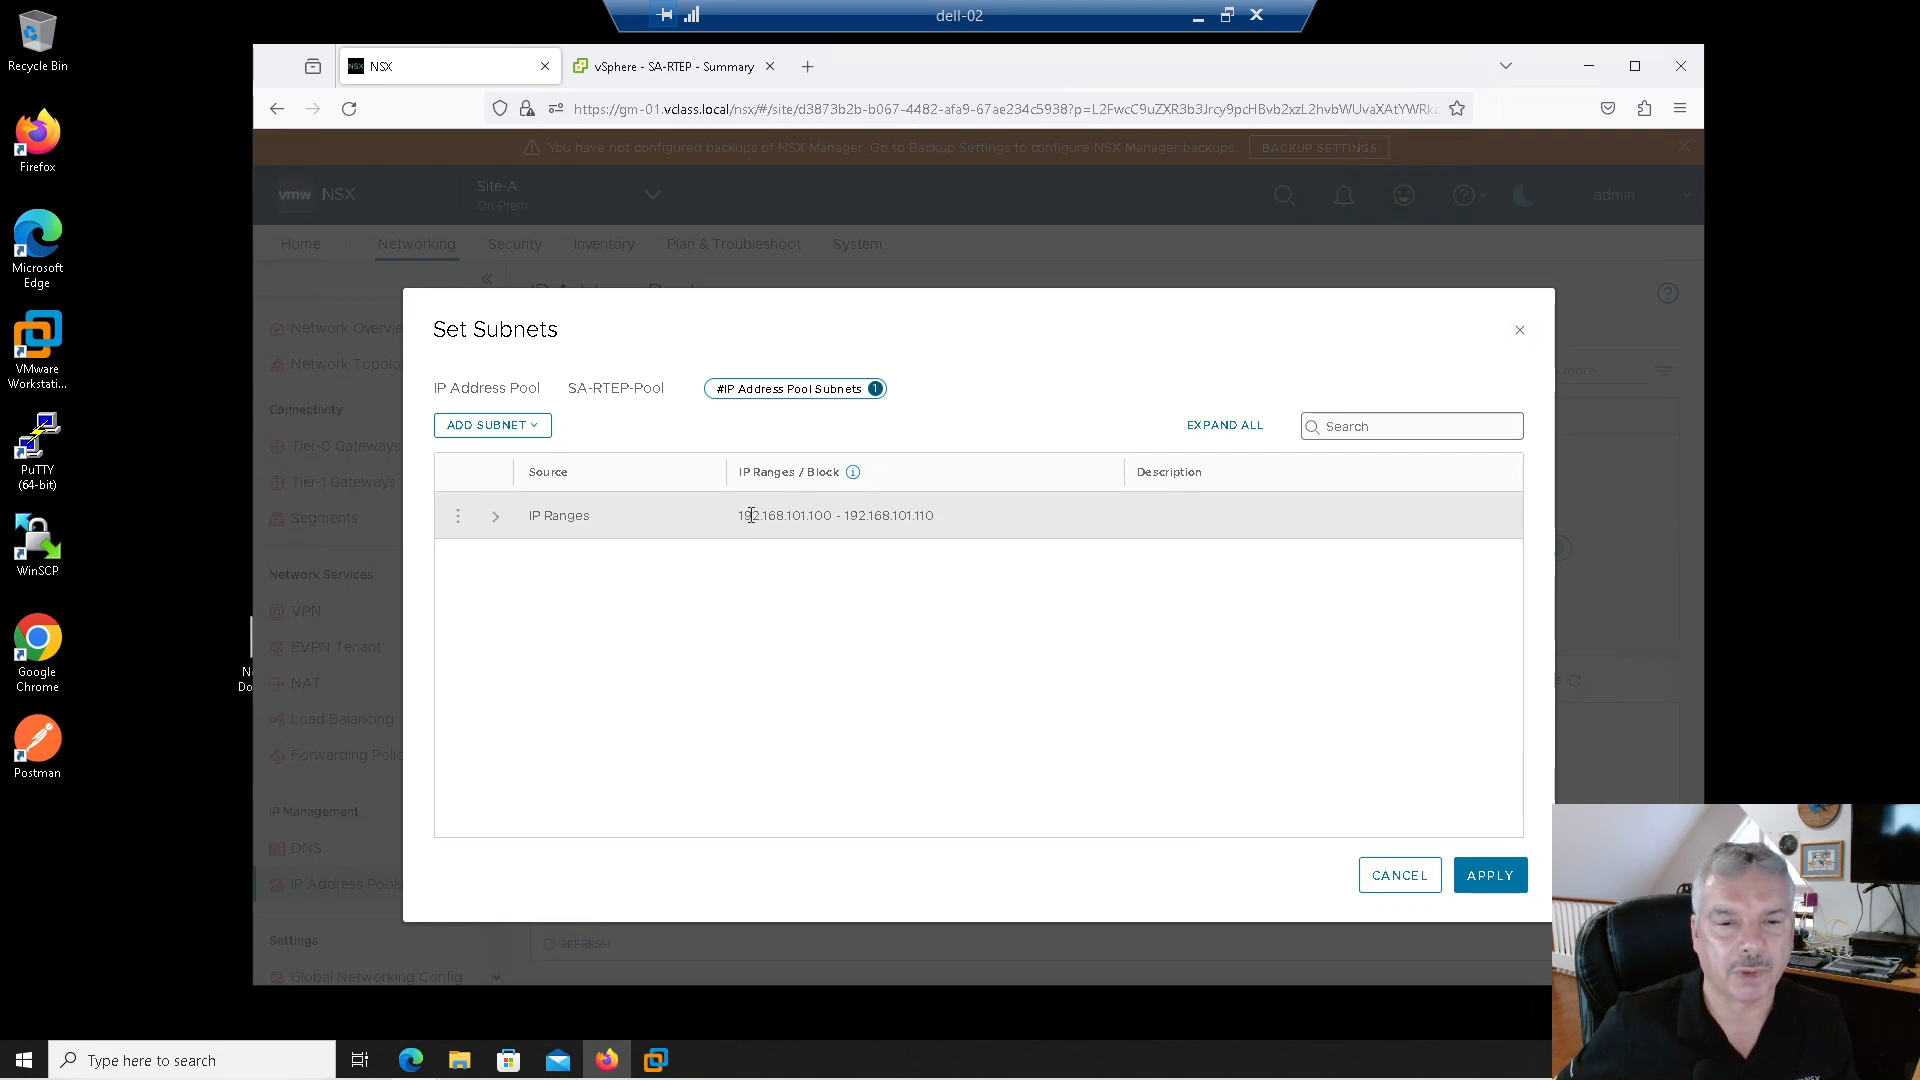 dell-02
Recycle Bin
Firefox
Microsoft
Edge
VMware
Workstati...
PuTTY
(64-bit)
WinSCP
Google
Chrome
Postman
NSX
vSphere - SA-RTEP - Summary
https://gm-01.vclass.local/nsx/#/site/d3873b2b-b067-4482-afa9-67ae234c5938?p=L2FwcC9uZXR3b3Jrcy9pcHBvb2xzL2hvbWUvaXAtYWRkc
You have not configured backups of NSX Manager. Go to Backup Settings to configure NSX Manager backups.
BACKUP SETTINGS
vmw NSX
Site-A
On-Prem
admin
Home
Networking
Security
Inventory
Plan & Troubleshoot
System
Network Overvie
Network Topolo
Connectivity
Tier-0 Gateways
Tier-1 Gateways
Segments
Network Services
VPN
EVPN Tenant
NAT
Load Balancing
Forwarding Polic
IP Management
DNS
IP Address Pools
Settings
Global Networking Config
Set Subnets
IP Address Pool
SA-RTEP-Pool
#IP Address Pool Subnets 1
ADD SUBNET
EXPAND ALL
Search
Source
IP Ranges / Block
Description
IP Ranges
192.168.101.100 - 192.168.101.110
CANCEL
APPLY
REFRESH
more
Type here to search